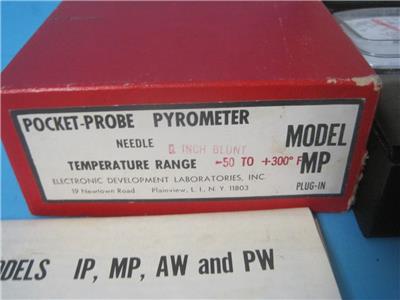 POCKET-PROBE PYROMETER
NEEDLE INCH BLUNT
MODEL
TEMPERATURE RANGE -50 TO +300° F
MP
ELECTRONIC DEVELOPMENT LABORATORIES, INC.
PLUG-IN
19 Newtown Road Plainview, L. I., N. Y. 11803
ODELS IP, MP, AW and PW